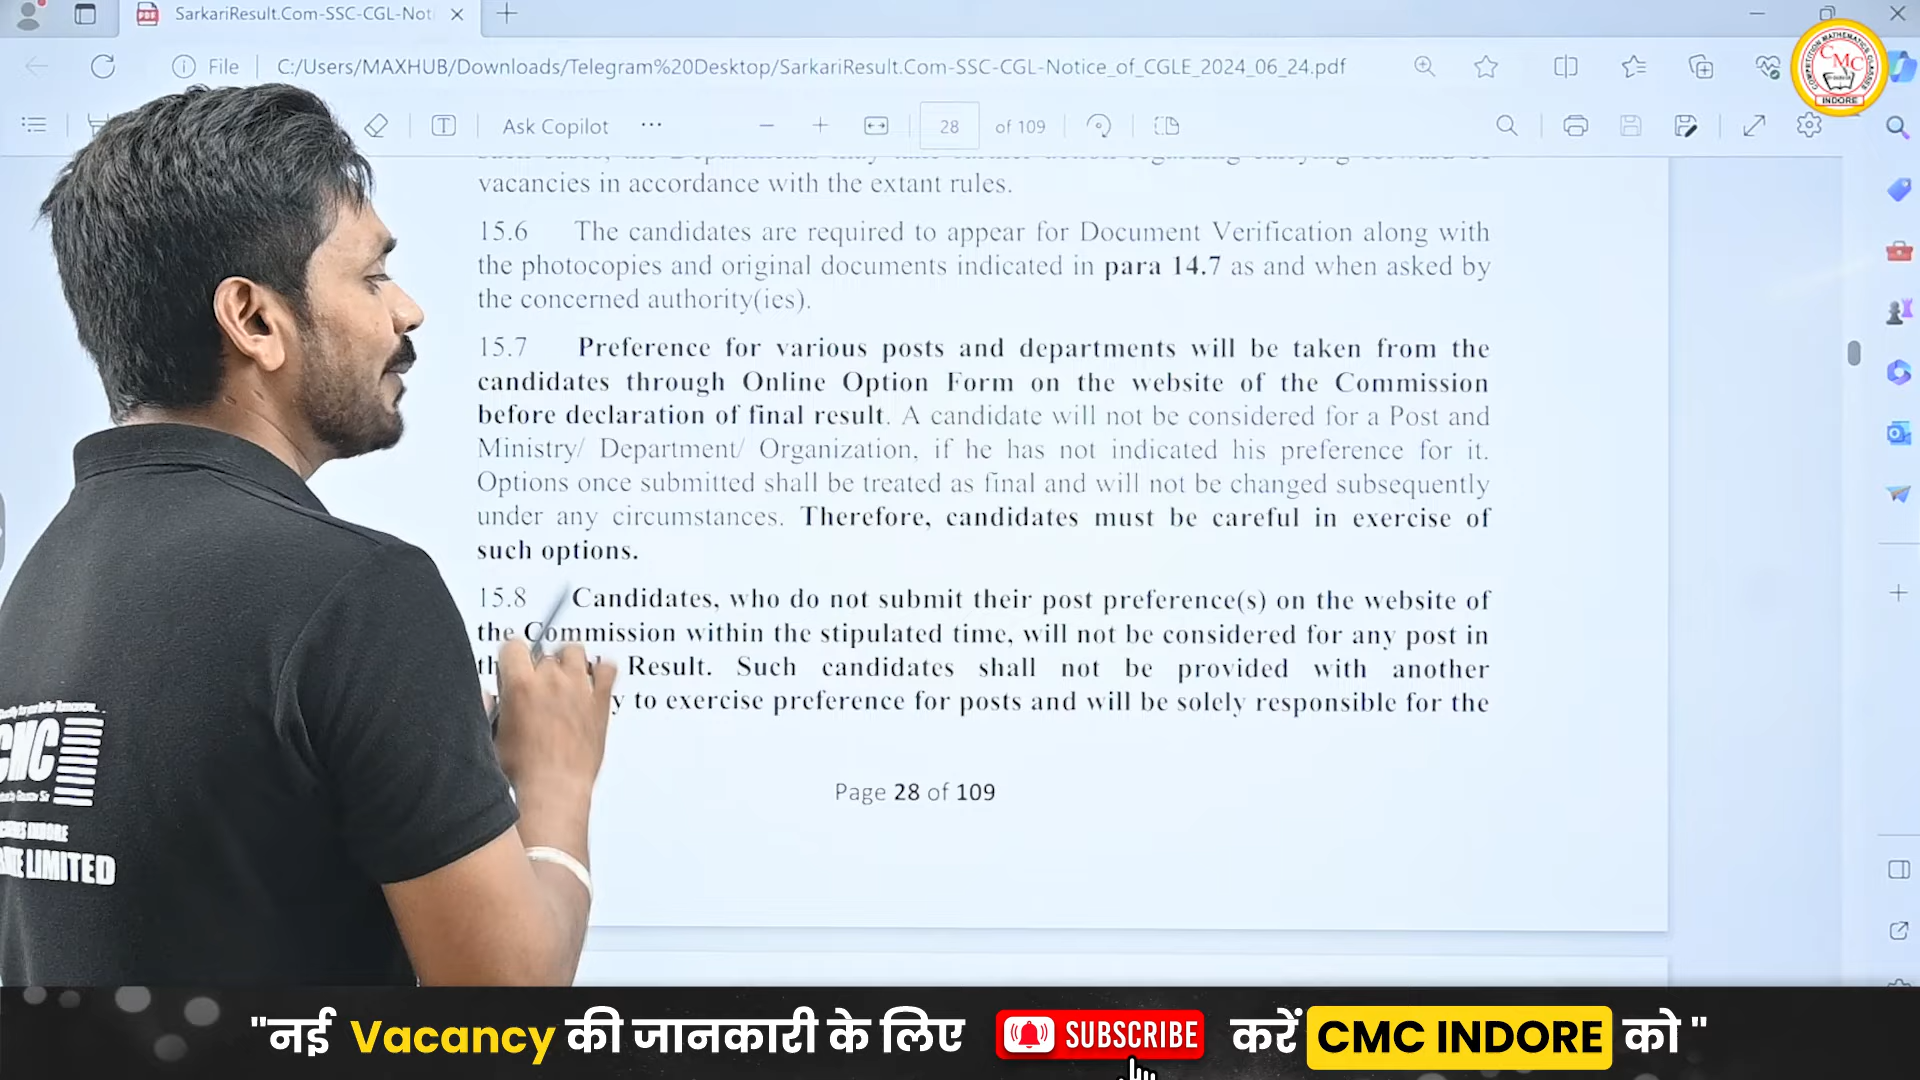 SarkariResult.Com-SSC-CGL-Not
File
C:/Users/MAXHUB/Downloads/Telegram%20Desktop/SarkariResult.Com-SSC-CGL-Notice_of_CGLE_2024_06_24.pdf
COMPETITION MATHEMATICS CLASSES
CMC
INDORE
Ask Copilot
28 of 109
vacancies in accordance with the extant rules.
15.6 The candidates are required to appear for Document Verification along with
the photocopies and original documents indicated in para 14.7 as and when asked by
the concerned authority(ies).
15.7 Preference for various posts and departments will be taken from the
candidates through Online Option Form on the website of the Commission
before declaration of final result. A candidate will not be considered for a Post and
Ministry/ Department/ Organization, if he has not indicated his preference for it.
Options once submitted shall be treated as final and will not be changed subsequently
under any circumstances. Therefore, candidates must be careful in exercise of
such options.
15.8 Candidates, who do not submit their post preference(s) on the website of
the Commission within the stipulated time, will not be considered for any post in
Result. Such candidates shall not be provided with another
to exercise preference for posts and will be solely responsible for the
Page 28 of 109
CMC
INDORE
LIMITED
"नई Vacancy की जानकारी के लिए SUBSCRIBE करें CMC INDORE को "